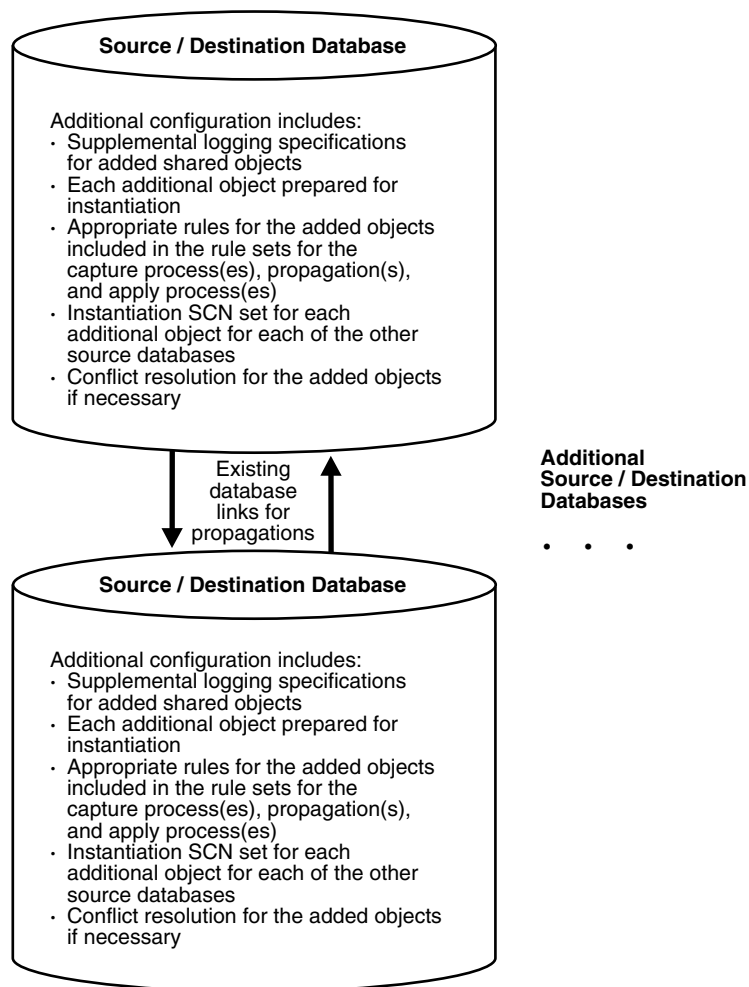 Source / Destination Database
Additional configuration includes:
· Supplemental logging specifications
for added shared objects
· Each additional object prepared for
instantiation
· Appropriate rules for the added objects
included in the rule sets for the
capture process(es), propagation(s),
and apply process(es)
· Instantiation SCN set for each
additional object for each of the other
source databases
· Conflict resolution for the added objects
if necessary
Existing
database
links for
propagations
Additional
Source / Destination
Databases
. . .
Source / Destination Database
Additional configuration includes:
· Supplemental logging specifications
for added shared objects
· Each additional object prepared for
instantiation
· Appropriate rules for the added objects
included in the rule sets for the
capture process(es), propagation(s),
and apply process(es)
· Instantiation SCN set for each
additional object for each of the other
source databases
· Conflict resolution for the added objects
if necessary